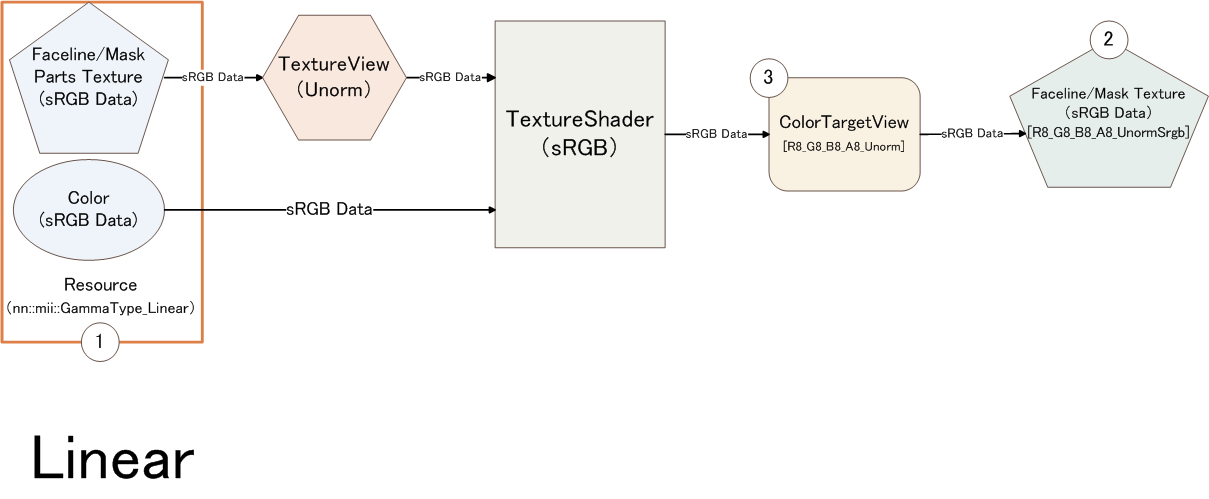 Faceline/Mask
Parts Texture
(sRGB Data)
sRGB Data
TextureView
(Unorm)
sRGB Data
TextureShader
(sRGB)
sRGB Data
3
ColorTargetView
[R8_G8_B8_A8_Unorm]
sRGB Data
2
Faceline/Mask Texture
(sRGB Data)
[R8_G8_B8_A8_UnormSrgb]
Color
(sRGB Data)
sRGB Data
Resource
(nn::mii::GammaType_Linear)
1
Linear